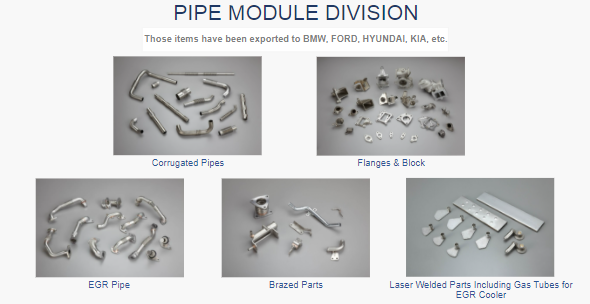 PIPE MODULE DIVISION
Those items have been exported to BMW, FORD, HYUNDAI, KIA, etc.
Corrugated Pipes
Flanges & Block
EGR Pipe
Brazed Parts
Laser Welded Parts Including Gas Tubes for
EGR Cooler